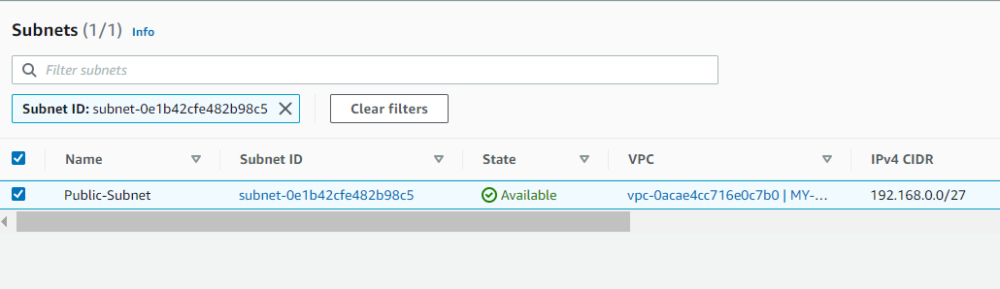 Subnets (1/1) Info
Filter subnets
Subnet ID: subnet-0e1b42cfe482b98c5
Clear filters
Name Subnet ID State VPC IPv4 CIDR
Public-Subnet subnet-0e1b42cfe482b98c5 Available vpc-0acae4cc716e0c7b0 | MY-... 192.168.0.0/27